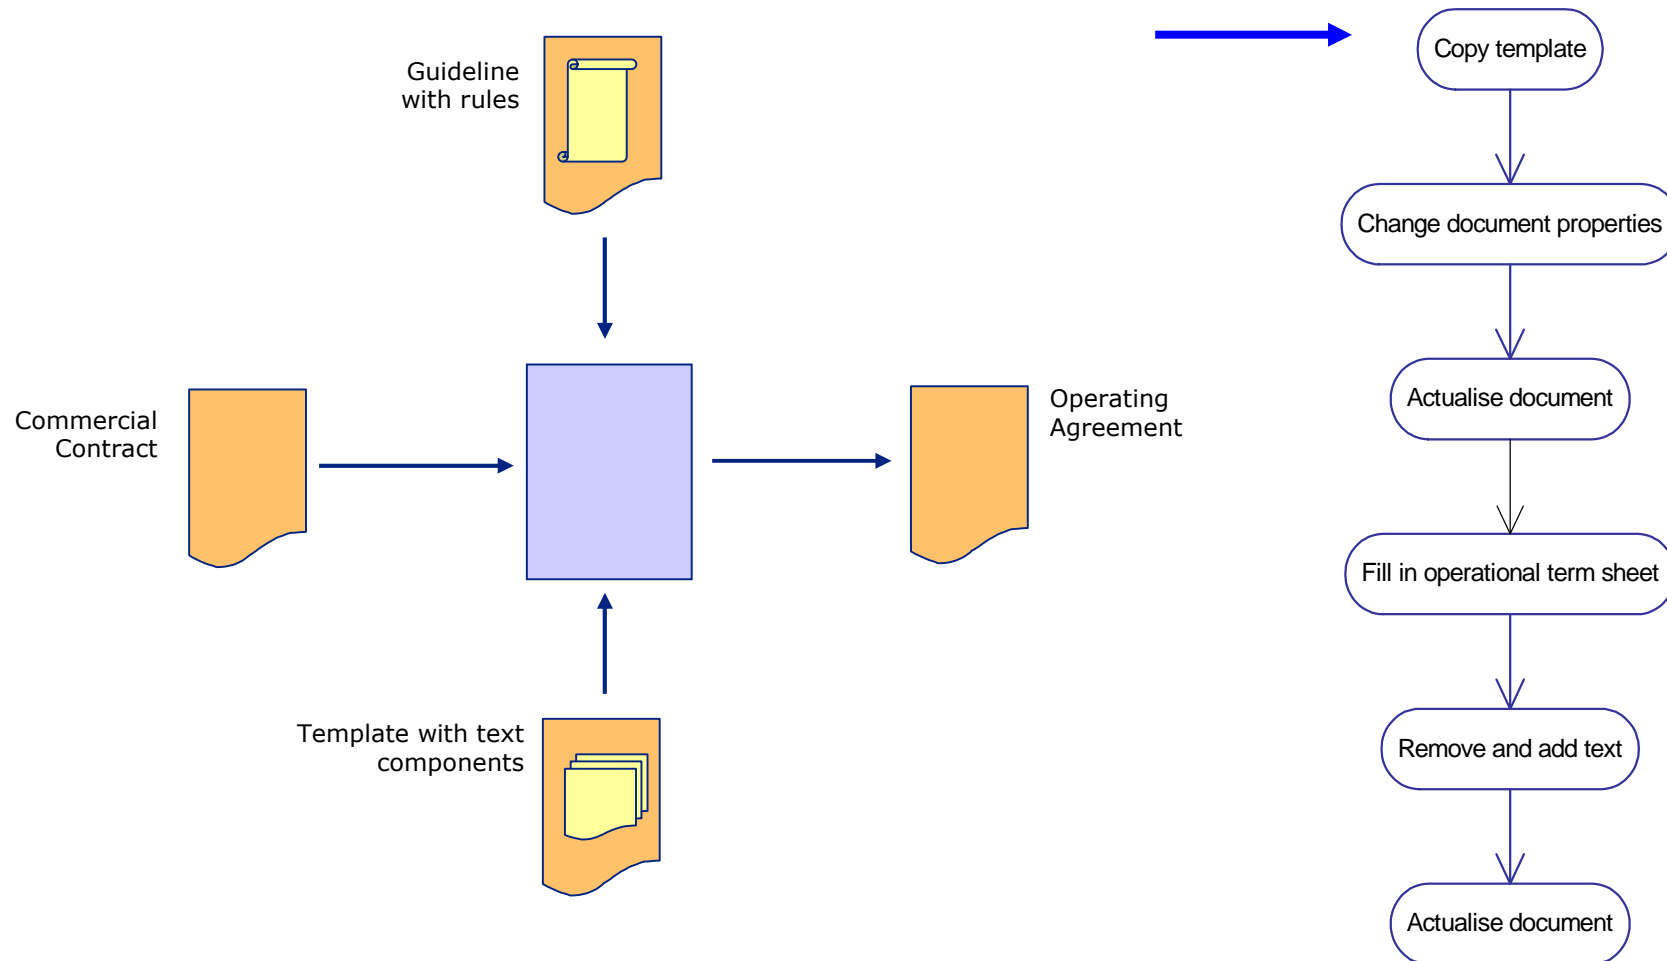 Guideline
with rules
Commercial
Contract
Operating
Agreement
Template with text
components
Copy template
Change document properties
Actualise document
Fill in operational term sheet
Remove and add text
Actualise document